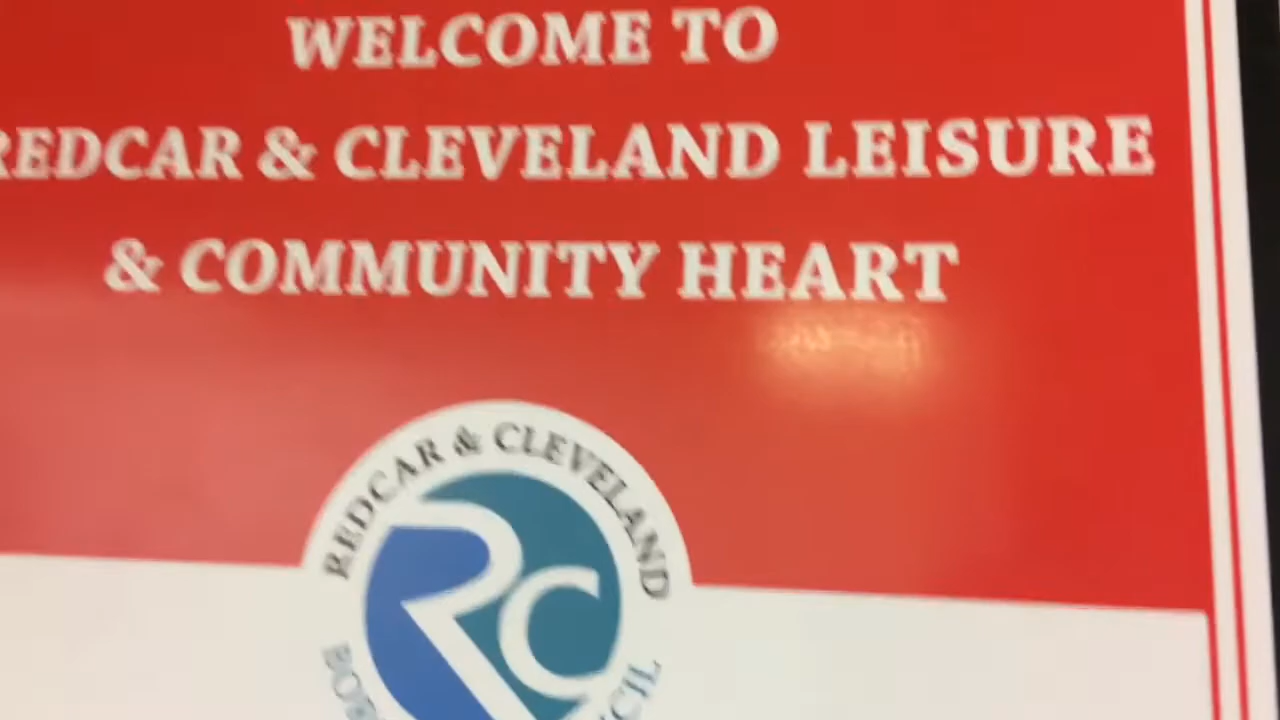 WELCOME TO
REDCAR & CLEVELAND LEISURE
& COMMUNITY HEART
REDCAR & CLEVELAND
RC